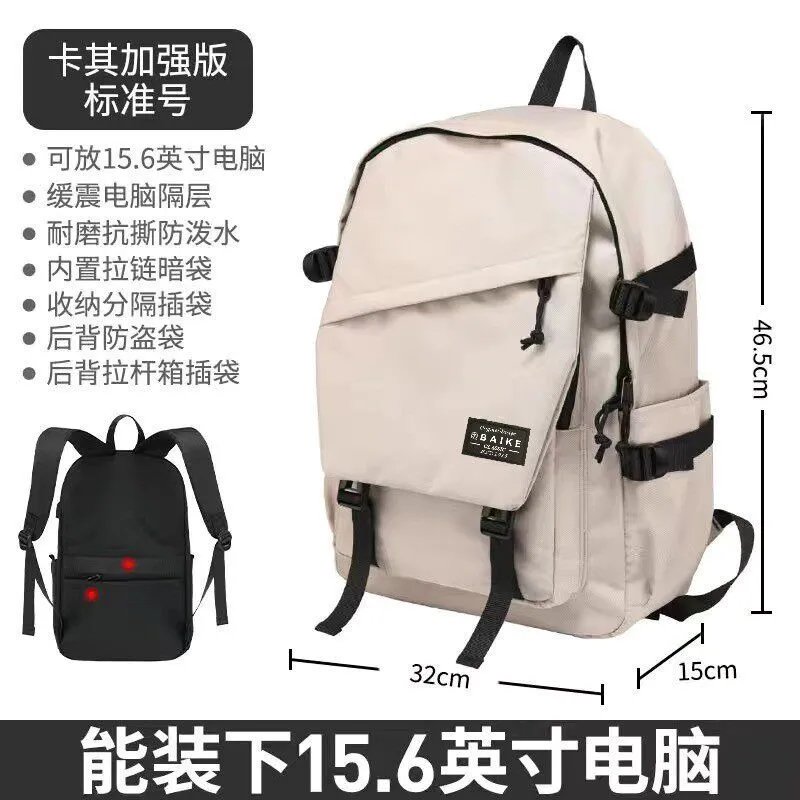 卡其加强版
标准号
可放15.6英寸电脑
缓震电脑隔层
耐磨抗撕防泼水
内置拉链暗袋
收纳分隔插袋
后背防盗袋
后背拉杆箱插袋
BAIKE
CLASSIC
46.5cm
32cm
15cm
能装下15.6英寸电脑